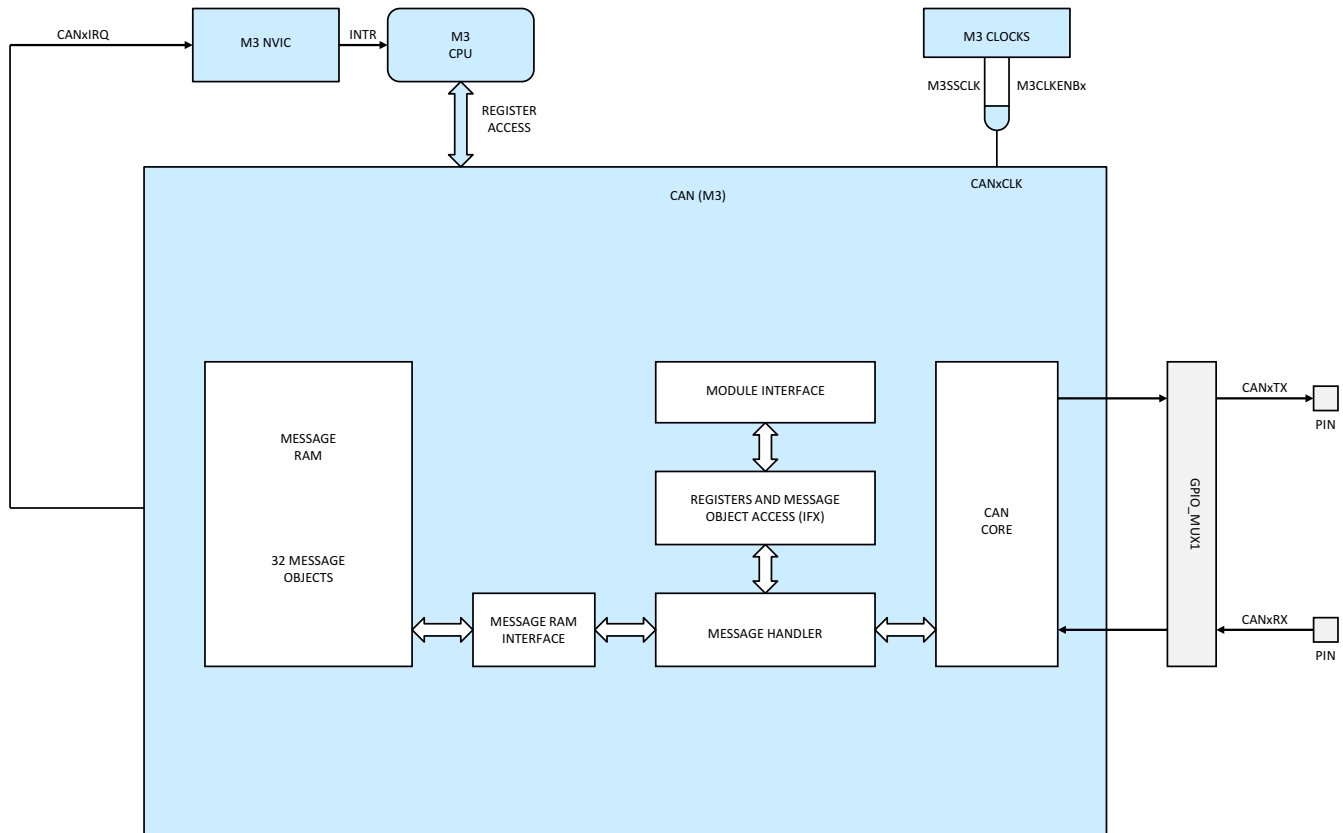 CANxIRQ
M3 NVIC
INTR
M3
CPU
M3 CLOCKS
M3SSCLK
M3CLKENBx
REGISTER
ACCESS
CANxCLK
CAN (M3)
MESSAGE
RAM
32 MESSAGE
OBJECTS
MODULE INTERFACE
REGISTERS AND MESSAGE
OBJECT ACCESS (IFX)
MESSAGE RAM
INTERFACE
MESSAGE HANDLER
CAN
CORE
GPIO_MUX1
CANxTX
PIN
CANxRX
PIN